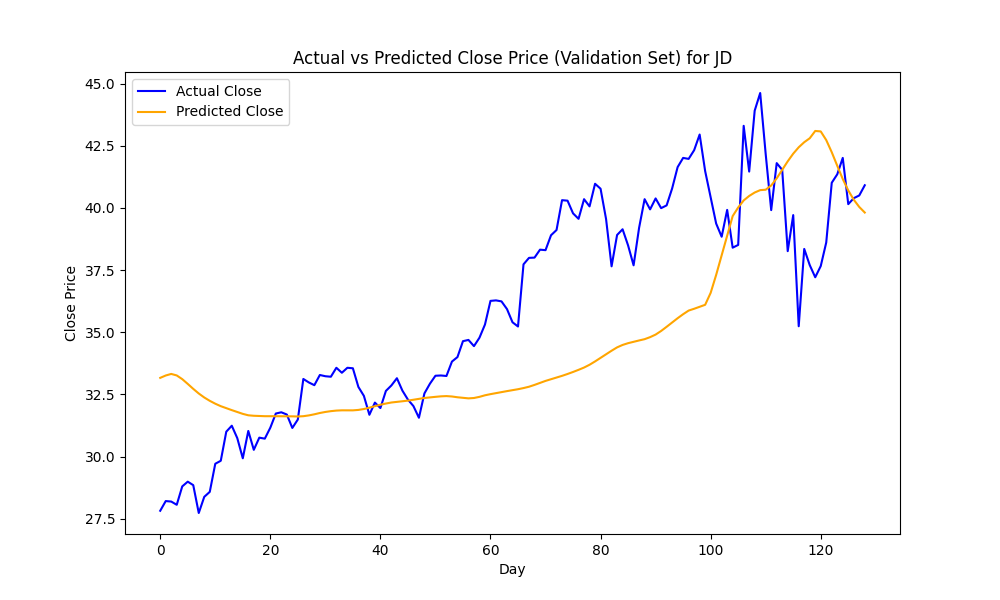 Actual vs Predicted Close Price (Validation Set) for JD
Actual Close
Predicted Close
45.0
42.5
40.0
37.5
35.0
32.5
30.0
27.5
Close Price
0 20 40 60 80 100 120
Day